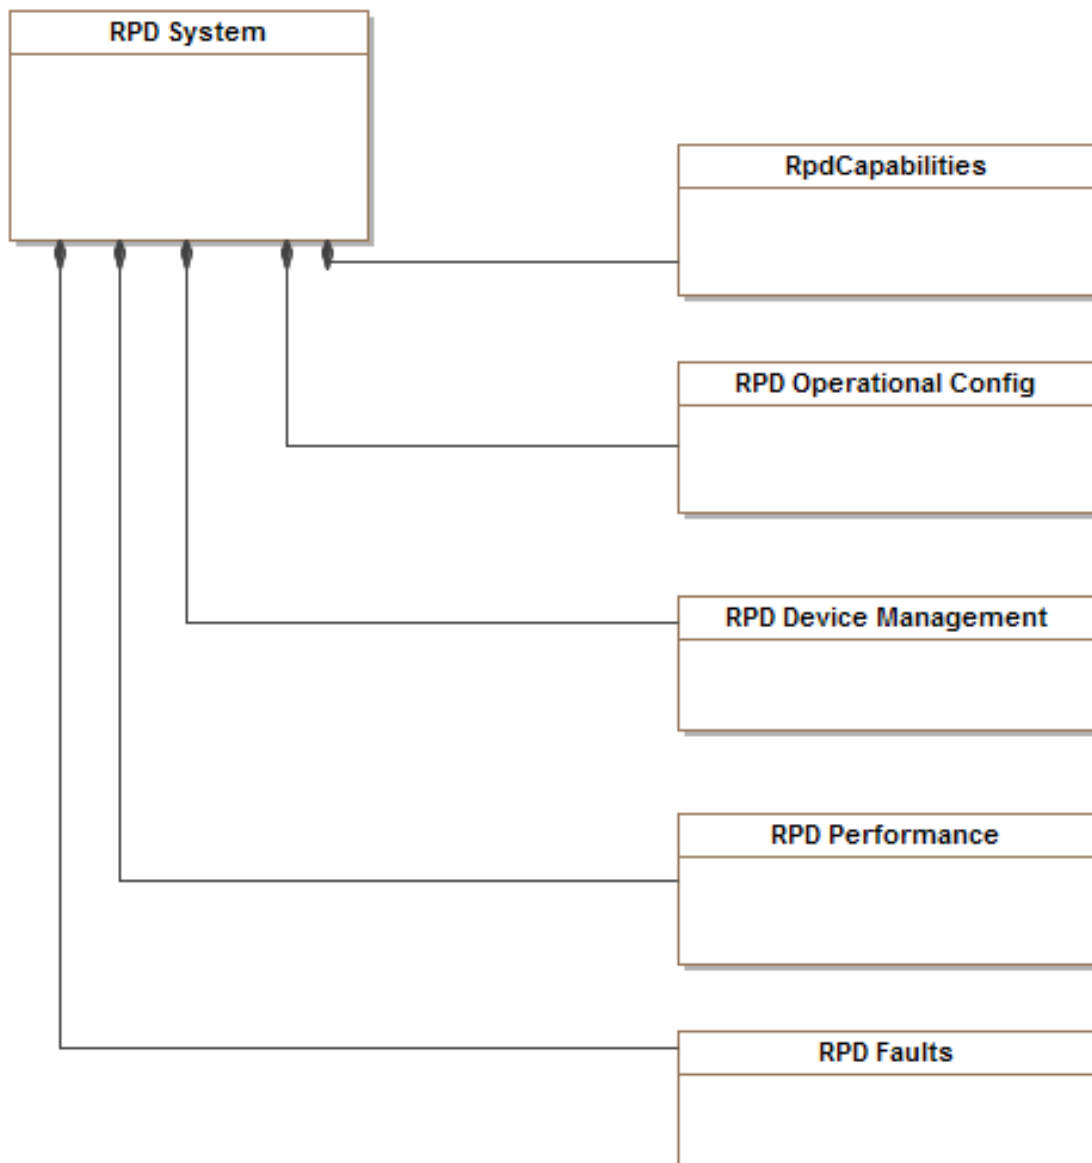 RPD System
RpdCapabilities
RPD Operational Config
RPD Device Management
RPD Performance
RPD Faults